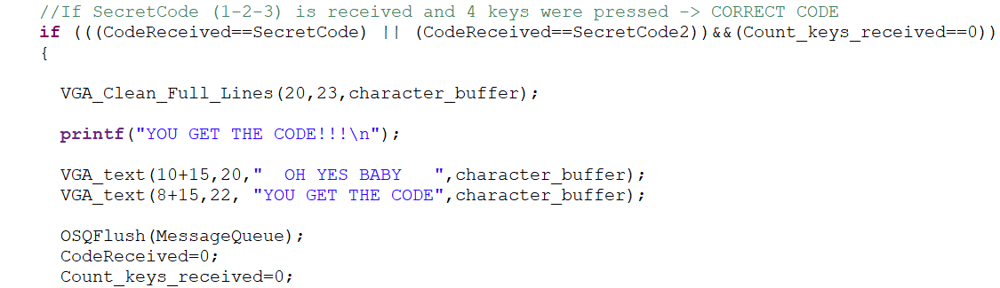 //If SecretCode (1-2-3) is received and 4 keys were pressed -> CORRECT CODE
if (((CodeReceived==SecretCode) || (CodeReceived==SecretCode2))&&(Count_keys_received==0))
{
VGA_Clean_Full_Lines(20,23,character_buffer);
printf("YOU GET THE CODE!!!\n");
VGA_text(10+15,20,"  OH YES BABY   ",character_buffer);
VGA_text(8+15,22, "YOU GET THE CODE",character_buffer);
OSQFlush(MessageQueue);
CodeReceived=0;
Count_keys_received=0;